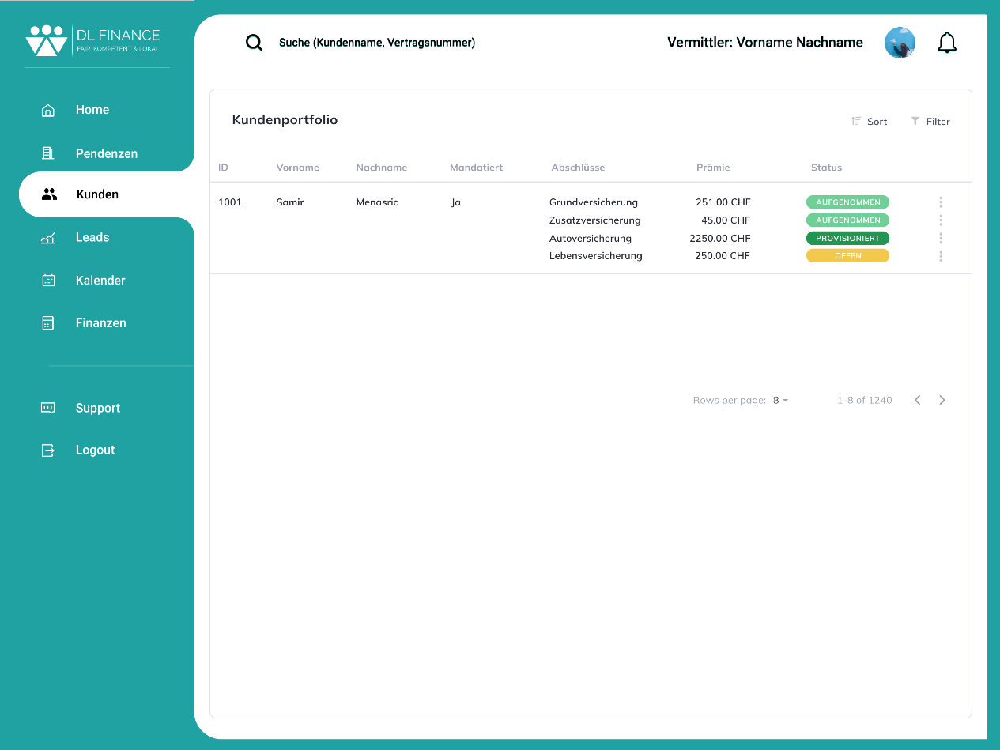 DL FINANCE
FAIR, KOMPETENT & LOKAL
Suche (Kundenname, Vertragsnummer)
Vermittler: Vorname Nachname
Home
Pendenzen
Kunden
Leads
Kalender
Finanzen
Support
Logout
Kundenportfolio
Sort
Filter
ID Vorname Nachname Mandatiert Abschlüsse Prämie Status
1001 Samir Menasria Ja Grundversicherung 251.00 CHF AUFGENOMMEN
Zusatzversicherung 45.00 CHF AUFGENOMMEN
Autoversicherung 2250.00 CHF PROVISIONIERT
Lebensversicherung 250.00 CHF OFFEN
Rows per page: 8 1-8 of 1240